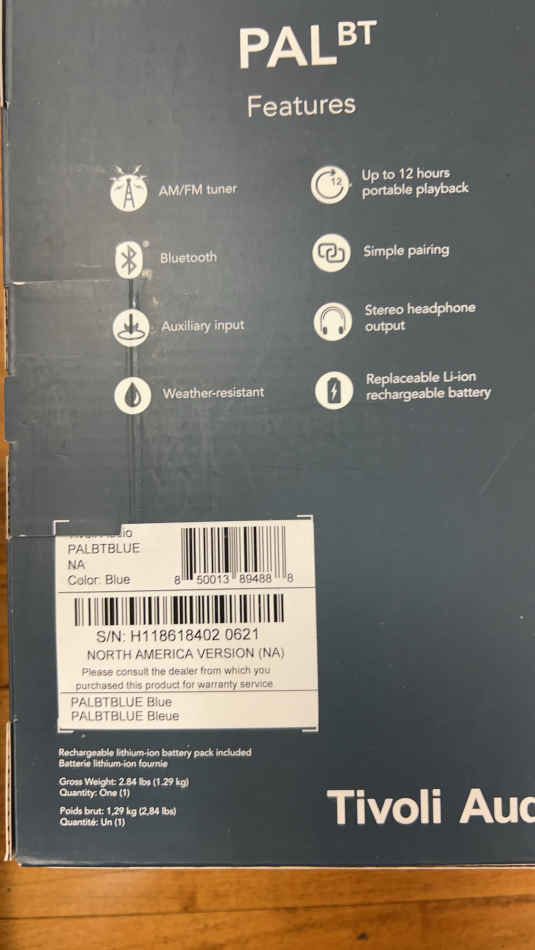 PAL BT
Features
AM/FM tuner
Up to 12 hours
portable playback
12
Bluetooth
Simple pairing
Auxiliary input
Stereo headphone
output
Weather-resistant
Replaceable Li-ion
rechargeable battery
PALBTBLUE
NA
Color: Blue
8 50013 89488 8
S/N: H118618402 0621
NORTH AMERICA VERSION (NA)
Please consult the dealer from which you
purchased this product for warranty service.
PALBTBLUE Blue
PALBTBLUE Bleue
Rechargeable lithium-ion battery pack included
Batterie lithium-ion fournie
Gross Weight: 2.84 lbs (1.29 kg)
Quantity: One (1)
Poids brut: 1,29 kg (2,84 lbs)
Quantité: Un (1)
Tivoli Aud